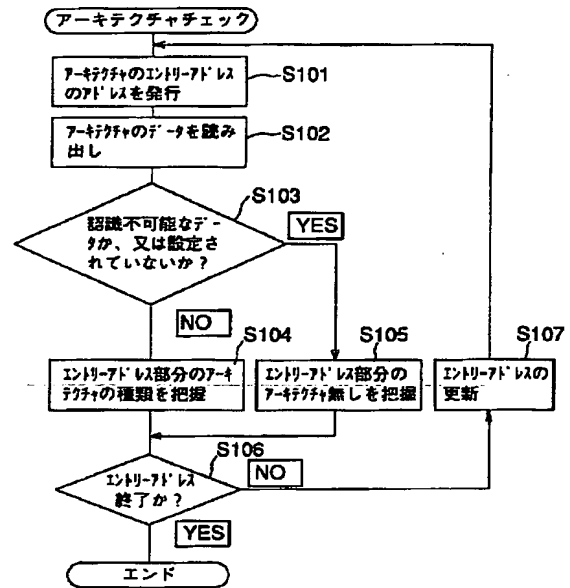 アーキテクチャチェック
ｱｰｷﾃｸﾁｬのｴﾝﾄﾘｰｱﾄﾞﾚｽ
のｱﾄﾞﾚｽを発行
S101
ｱｰｷﾃｸﾁｬのﾃﾞｰﾀを読み
出し
S102
S103
認識不可能なﾃﾞｰ
ﾀか、又は設定さ
れていないか？
YES
NO
S104
S105
S107
ｴﾝﾄﾘｰｱﾄﾞﾚｽ部分のｱｰｷ
ﾃｸﾁｬの種類を把握
ｴﾝﾄﾘｰｱﾄﾞﾚｽ部分の
ｱｰｷﾃｸﾁｬ無しを把握
ｴﾝﾄﾘｰｱﾄﾞﾚｽの
更新
S106
ｴﾝﾄﾘｰｱﾄﾞﾚｽ
終了か？
NO
YES
エンド